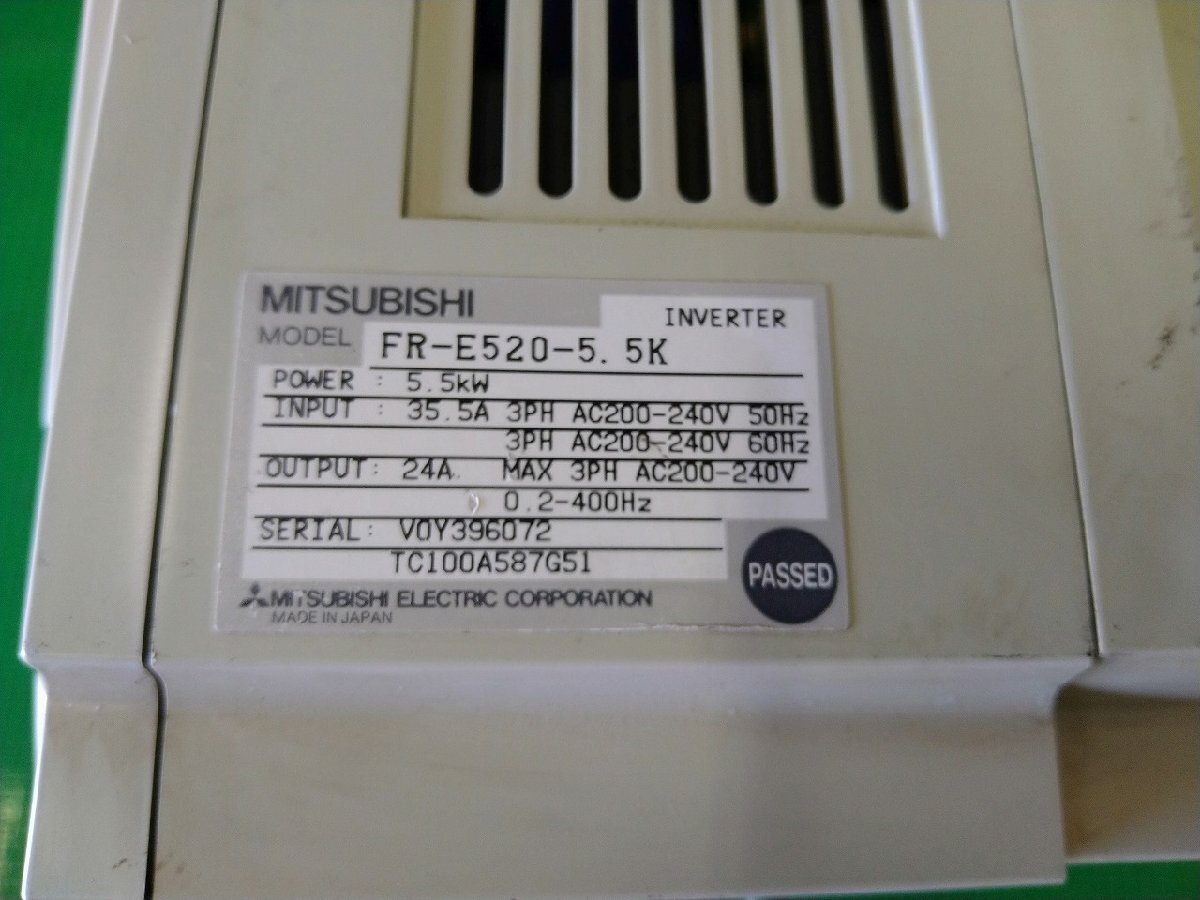 MITSUBISHI
INVERTER
MODEL FR-E520-5.5K
POWER : 5.5kW
INPUT : 35.5A 3PH AC200-240V 50Hz
3PH AC200-240V 60Hz
OUTPUT: 24A MAX 3PH AC200-240V
0.2-400Hz
SERIAL: V0Y396072
TC100A587G51
PASSED
MITSUBISHI ELECTRIC CORPORATION
MADE IN JAPAN